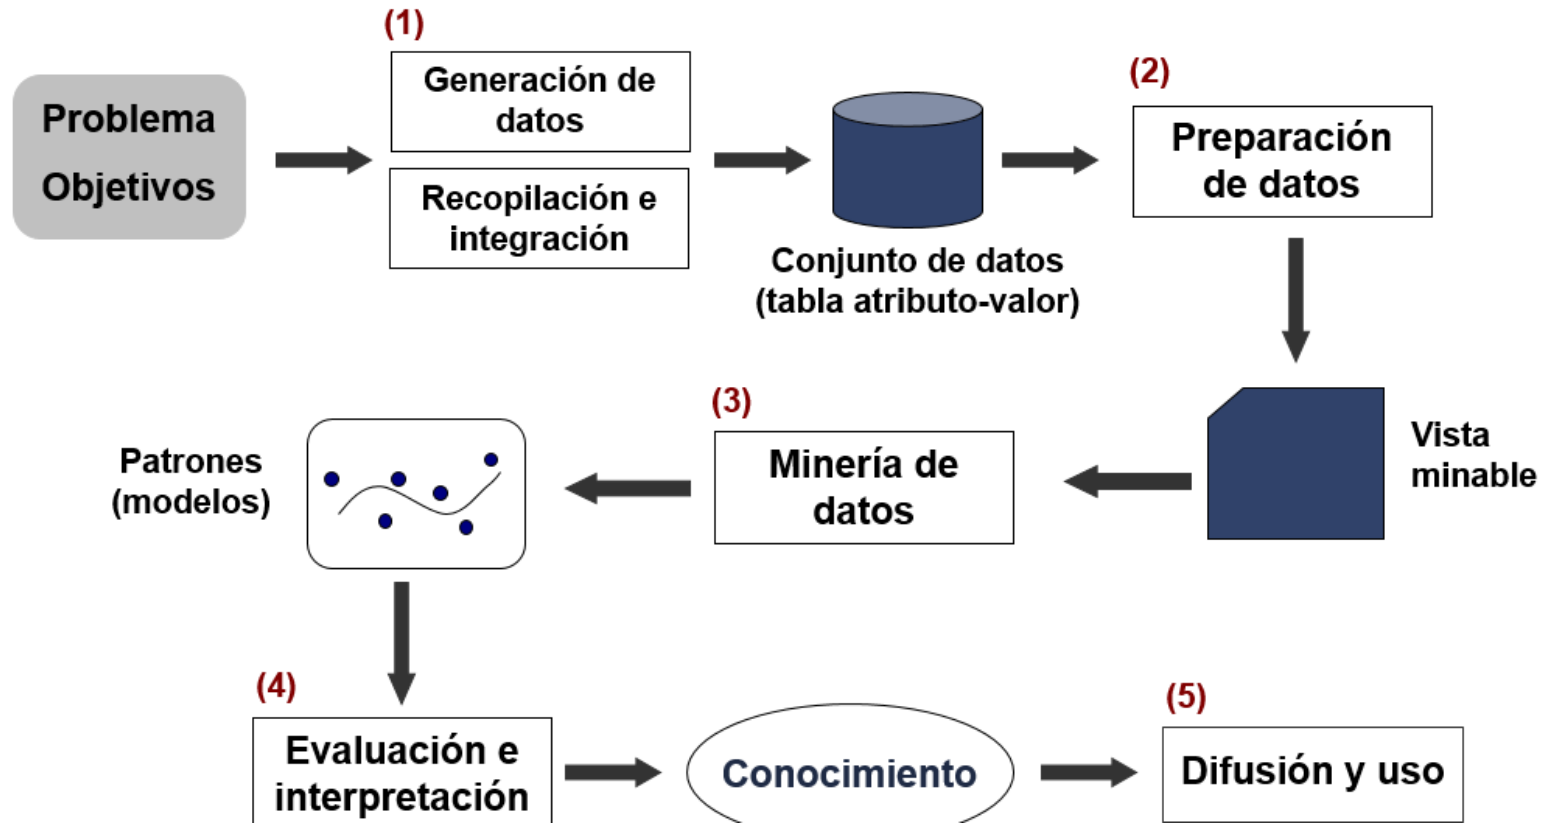 (1)
Problema
Objetivos
Generación de
datos
Recopilación e
integración
Conjunto de datos
(tabla atributo-valor)
(2)
Preparación
de datos
Vista
minable
(3)
Minería de
datos
Patrones
(modelos)
(4)
Evaluación e
interpretación
Conocimiento
(5)
Difusión y uso